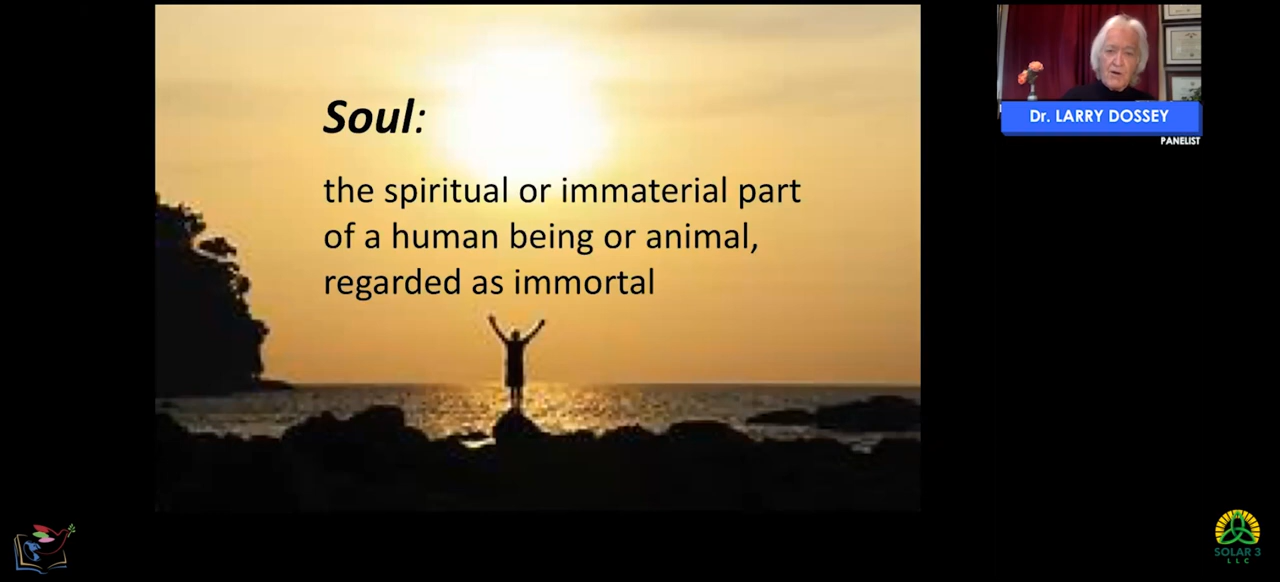 Soul:
the spiritual or immaterial part
of a human being or animal,
regarded as immortal
Dr. LARRY DOSSEY
PANELIST
SOLAR 3
LLC